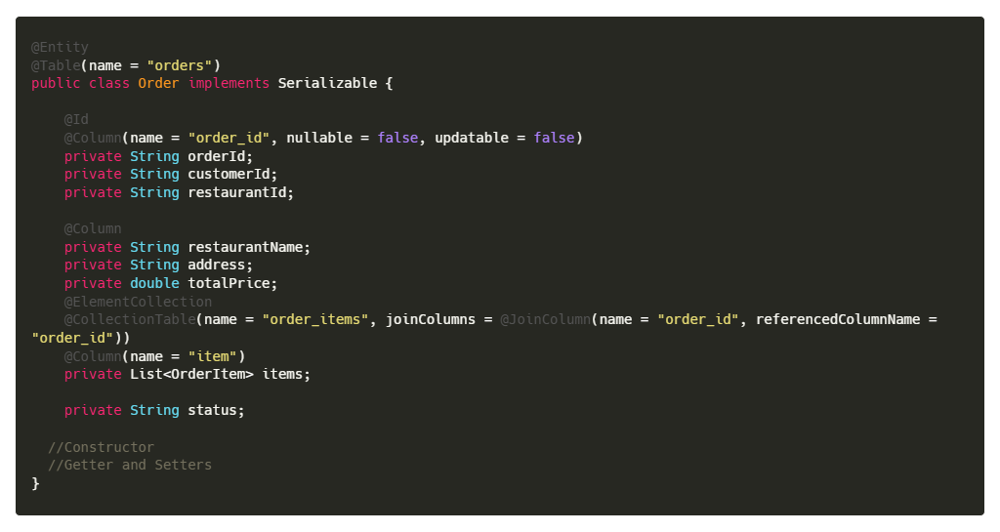 @Entity
@Table(name = "orders")
public class Order implements Serializable {
@Id
@Column(name = "order_id", nullable = false, updatable = false)
private String orderId;
private String customerId;
private String restaurantId;
@Column
private String restaurantName;
private String address;
private double totalPrice;
@ElementCollection
@CollectionTable(name = "order_items", joinColumns = @JoinColumn(name = "order_id", referencedColumnName =
"order_id"))
@Column(name = "item")
private List<OrderItem> items;
private String status;
//Constructor
//Getter and Setters
}